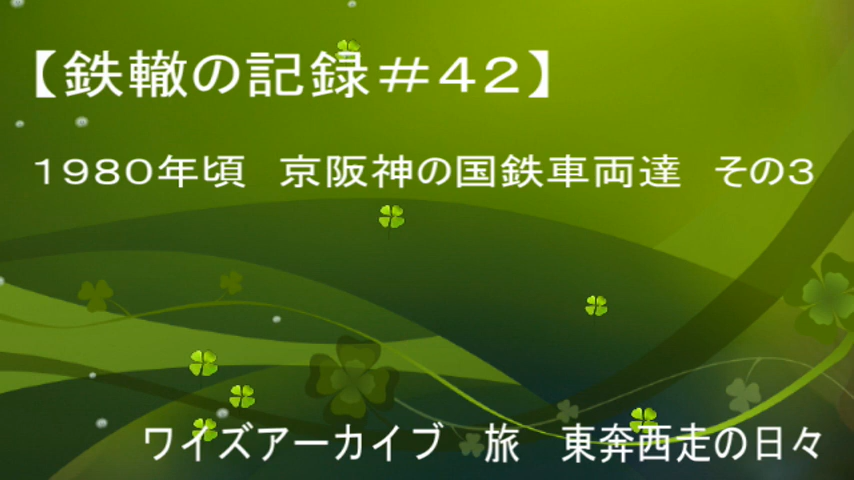 【鉄轍の記録＃４２】
１９８０年頃　京阪神の国鉄車両達　その３
ワイズアーカイブ　旅　東奔西走の日々